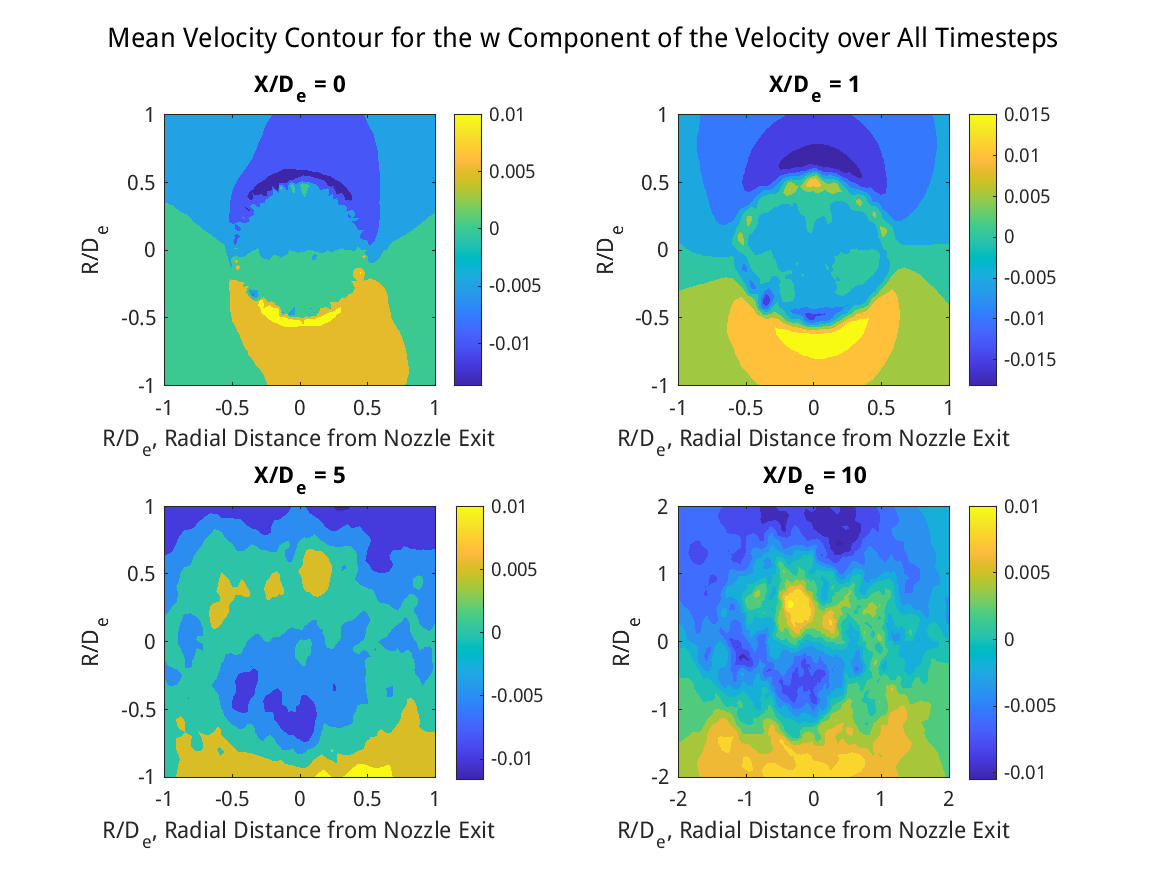 Mean Velocity Contour for the w Component of the Velocity over All Timesteps
X/De = 0
1
0.5
0
-0.5
-1
-1 -0.5 0 0.5 1
R/De
R/De, Radial Distance from Nozzle Exit
0.01
0.005
0
-0.005
-0.01
X/De = 1
1
0.5
0
-0.5
-1
-1 -0.5 0 0.5 1
R/De
R/De, Radial Distance from Nozzle Exit
0.015
0.01
0.005
0
-0.005
-0.01
-0.015
X/De = 5
1
0.5
0
-0.5
-1
-1 -0.5 0 0.5 1
R/De
R/De, Radial Distance from Nozzle Exit
0.01
0.005
0
-0.005
-0.01
X/De = 10
2
1
0
-1
-2
-2 -1 0 1 2
R/De
R/De, Radial Distance from Nozzle Exit
0.01
0.005
0
-0.005
-0.01